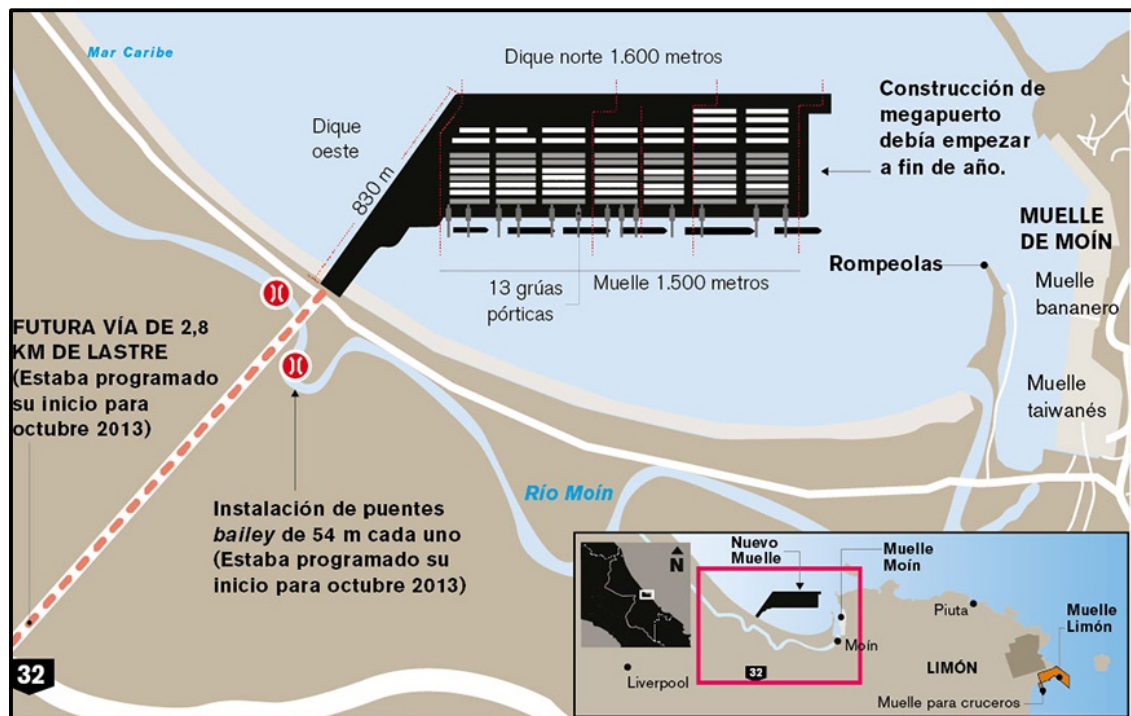 Mar Caribe
Dique norte 1.600 metros
Dique
oeste
830 m
Construcción de
megapuerto
debía empezar
a fin de año.
MUELLE
DE MOÍN
Rompeolas
Muelle
bananero
13 grúas
pórticas
Muelle 1.500 metros
FUTURA VÍA DE 2,8
KM DE LASTRE
(Estaba programado
su inicio para
octubre 2013)
Muelle
taiwanés
Río Moín
Instalación de puentes
bailey de 54 m cada uno
(Estaba programado su
inicio para octubre 2013)
32
N
Nuevo
Muelle
Muelle
Moín
Piuta
Muelle
Limón
Moín
LIMÓN
32
Liverpool
Muelle para cruceros